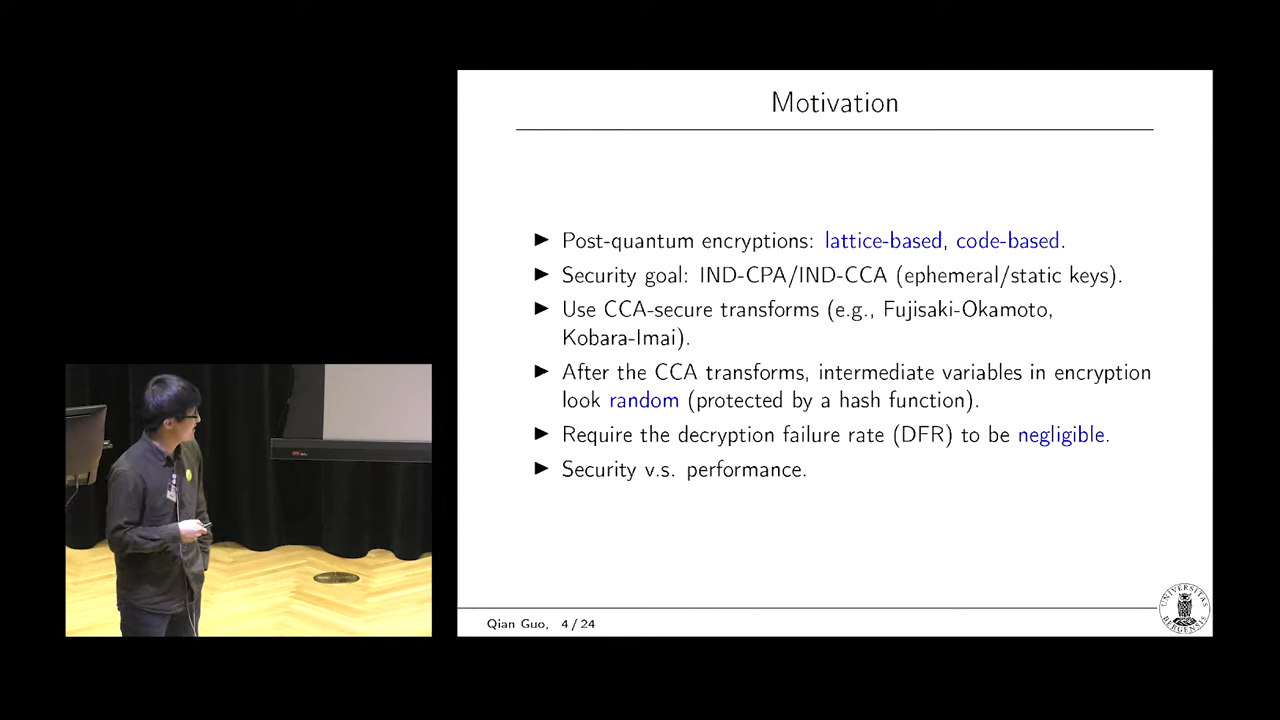 Motivation
▶ Post-quantum encryptions: lattice-based, code-based.
▶ Security goal: IND-CPA/IND-CCA (ephemeral/static keys).
▶ Use CCA-secure transforms (e.g., Fujisaki-Okamoto,
Kobara-Imai).
▶ After the CCA transforms, intermediate variables in encryption
look random (protected by a hash function).
▶ Require the decryption failure rate (DFR) to be negligible.
▶ Security v.s. performance.
Qian Guo, 4 / 24
UNIVERSITAS
BERGENSIS